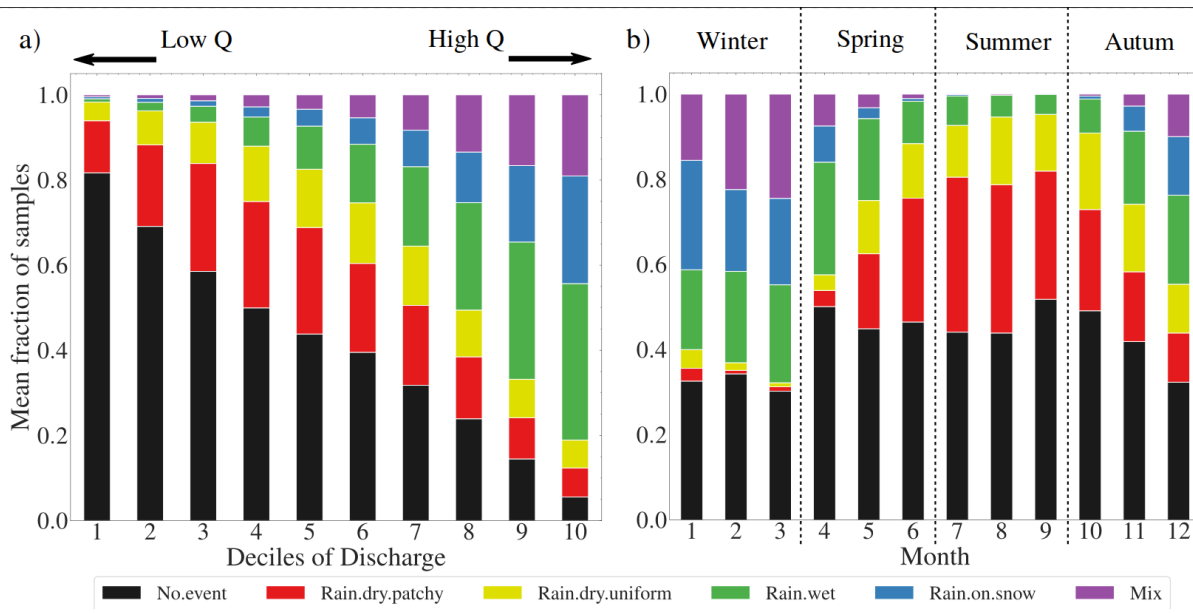 a) Low Q High Q
b) Winter Spring Summer Autum
Mean fraction of samples
1.0
0.8
0.6
0.4
0.2
0.0
1 2 3 4 5 6 7 8 9 10
Deciles of Discharge
1.0
0.8
0.6
0.4
0.2
0.0
1 2 3 4 5 6 7 8 9 10 11 12
Month
No.event Rain.dry.patchy Rain.dry.uniform Rain.wet Rain.on.snow Mix